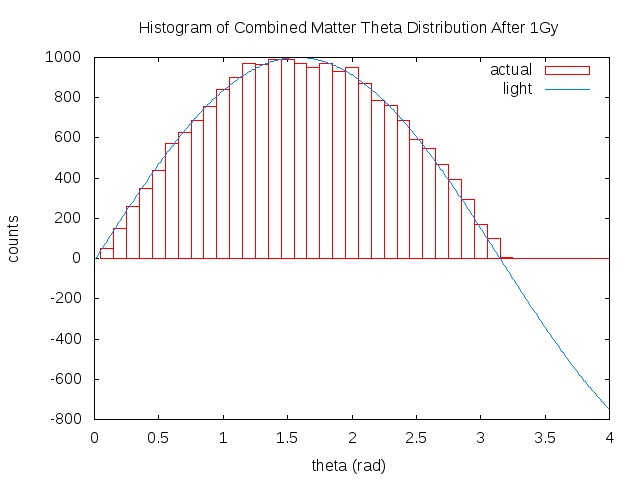 Histogram of Combined Matter Theta Distribution After 1Gy
actual
light
1000
800
600
400
200
0
-200
-400
-600
-800
counts
0 0.5 1 1.5 2 2.5 3 3.5 4
theta (rad)